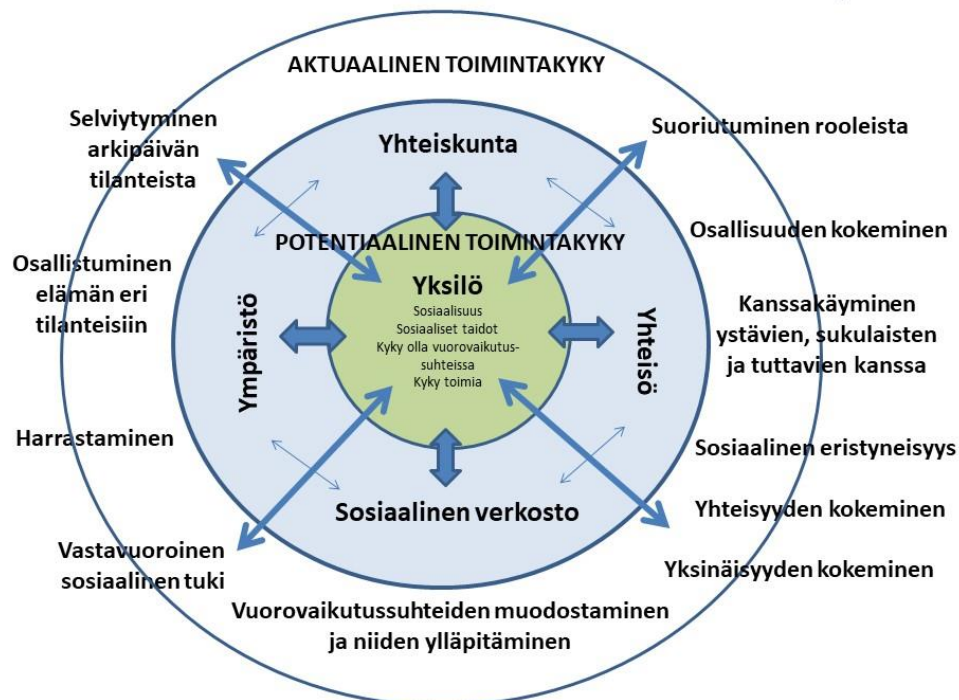 AKTUAALINEN TOIMINTAKYKY
Selviytyminen
arkipäivän
tilanteista
Suoriutuminen rooleista
Yhteiskunta
Osallisuuden kokeminen
POTENTIAALINEN TOIMINTAKYKY
Osallistuminen
elämän eri
tilanteisiin
Yksilö
Sosiaalisuus
Sosiaaliset taidot
Kyky olla vuorovaikutus-
suhteissa
Kyky toimia
Ympäristö
Yhteisö
Kanssakäyminen
ystävien, sukulaisten
ja tuttavien kanssa
Harrastaminen
Sosiaalinen eristyneisyys
Sosiaalinen verkosto
Yhteisyyden kokeminen
Vastavuoroinen
sosiaalinen tuki
Yksinäisyyden kokeminen
Vuorovaikutussuhteiden muodostaminen
ja niiden ylläpitäminen